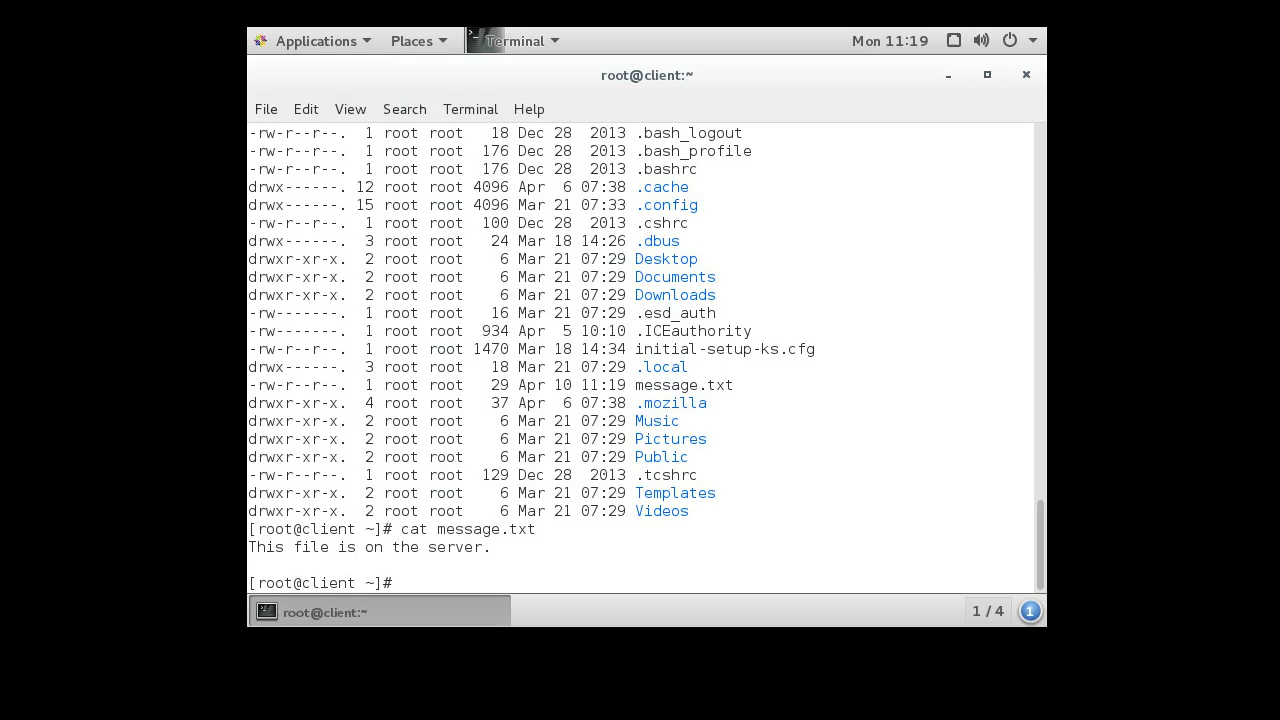 Applications Places Terminal Mon 11:19
root@client:~
File Edit View Search Terminal Help
-rw-r--r--. 1 root root 18 Dec 28 2013 .bash_logout
-rw-r--r--. 1 root root 176 Dec 28 2013 .bash_profile
-rw-r--r--. 1 root root 176 Dec 28 2013 .bashrc
drwx------. 12 root root 4096 Apr 6 07:38 .cache
drwx------. 15 root root 4096 Mar 21 07:33 .config
-rw-r--r--. 1 root root 100 Dec 28 2013 .cshrc
drwx------. 3 root root 24 Mar 18 14:26 .dbus
drwxr-xr-x. 2 root root 6 Mar 21 07:29 Desktop
drwxr-xr-x. 2 root root 6 Mar 21 07:29 Documents
drwxr-xr-x. 2 root root 6 Mar 21 07:29 Downloads
-rw-------. 1 root root 16 Mar 21 07:29 .esd_auth
-rw-------. 1 root root 934 Apr 5 10:10 .ICEauthority
-rw-r--r--. 1 root root 1470 Mar 18 14:34 initial-setup-ks.cfg
drwx------. 3 root root 18 Mar 21 07:29 .local
-rw-r--r--. 1 root root 29 Apr 10 11:19 message.txt
drwxr-xr-x. 4 root root 37 Apr 6 07:38 .mozilla
drwxr-xr-x. 2 root root 6 Mar 21 07:29 Music
drwxr-xr-x. 2 root root 6 Mar 21 07:29 Pictures
drwxr-xr-x. 2 root root 6 Mar 21 07:29 Public
-rw-r--r--. 1 root root 129 Dec 28 2013 .tcshrc
drwxr-xr-x. 2 root root 6 Mar 21 07:29 Templates
drwxr-xr-x. 2 root root 6 Mar 21 07:29 Videos
[root@client ~]# cat message.txt
This file is on the server.
[root@client ~]#
root@client:~ 1 / 4 1